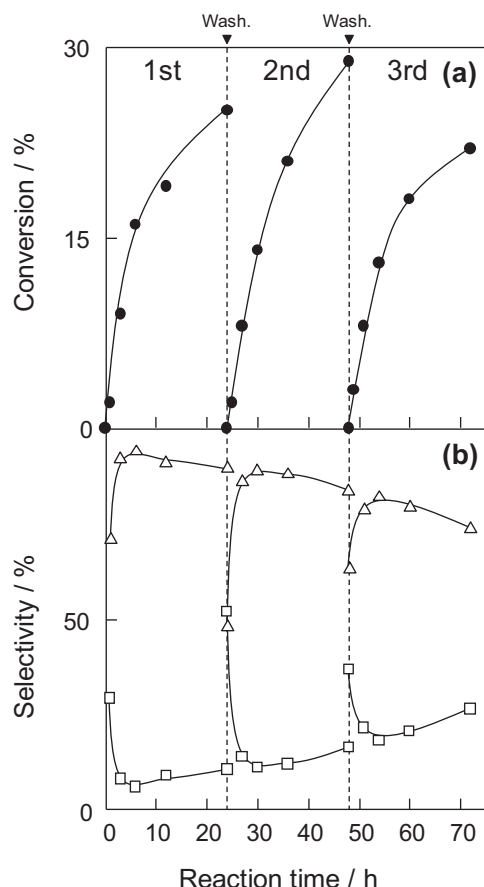 Wash. Wash.
30
1st 2nd 3rd (a)
15
Conversion / %
0
(b)
50
Selectivity / %
0
0 10 20 30 40 50 60 70
Reaction time / h